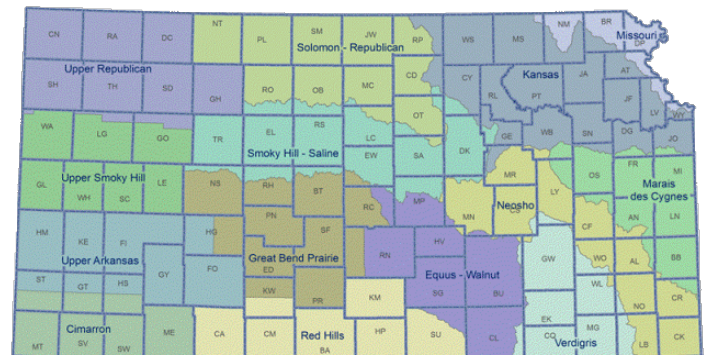 CN RA DC NT PL SM JW RP WS MS NM BR DP
Missouri
Solomon - Republican
Upper Republican
Kansas
SH TH SD GH RO OB MC CD CY RL PT JA AT JF LV WY
WA LG GO TR EL RS LC OT GE WB SN DG JO
Smoky Hill - Saline
EW SA DK MR OS FR MI
Upper Smoky Hill
GL WH SC LE NS RH BT RC MP MN LY
Neosho
Marais
des Cygnes
AN LN
HM KE FI HG PN SF RN HV CF
Upper Arkansas
GY FO
Great Bend Prairie
ED
Equus - Walnut
GW WO AL BB
ST GT HS KW PR KM SG BU WL NO CR
Cimarron
MT SV SW ME CA CM
Red Hills
BA HP SU CL EK CQ MG
Verdigris
LB CK